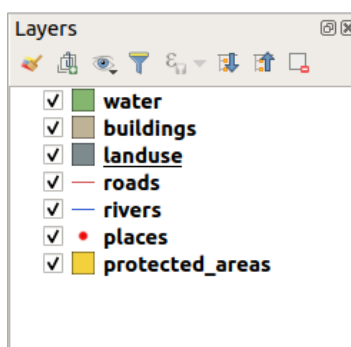 Layers
water
buildings
landuse
roads
rivers
places
protected_areas